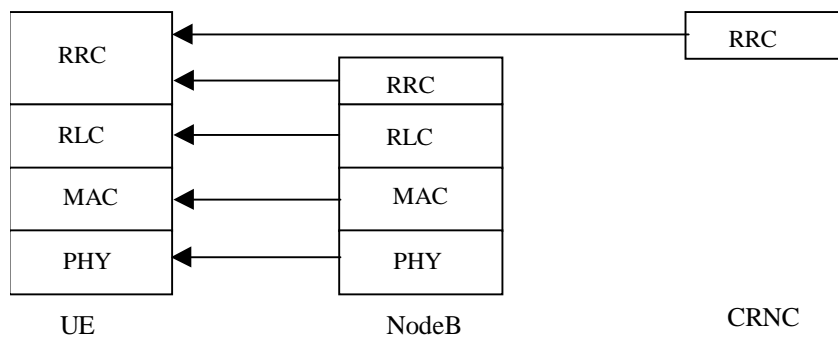 RRC
RRC
RRC
RLC
RLC
MAC
MAC
PHY
PHY
UE
NodeB
CRNC